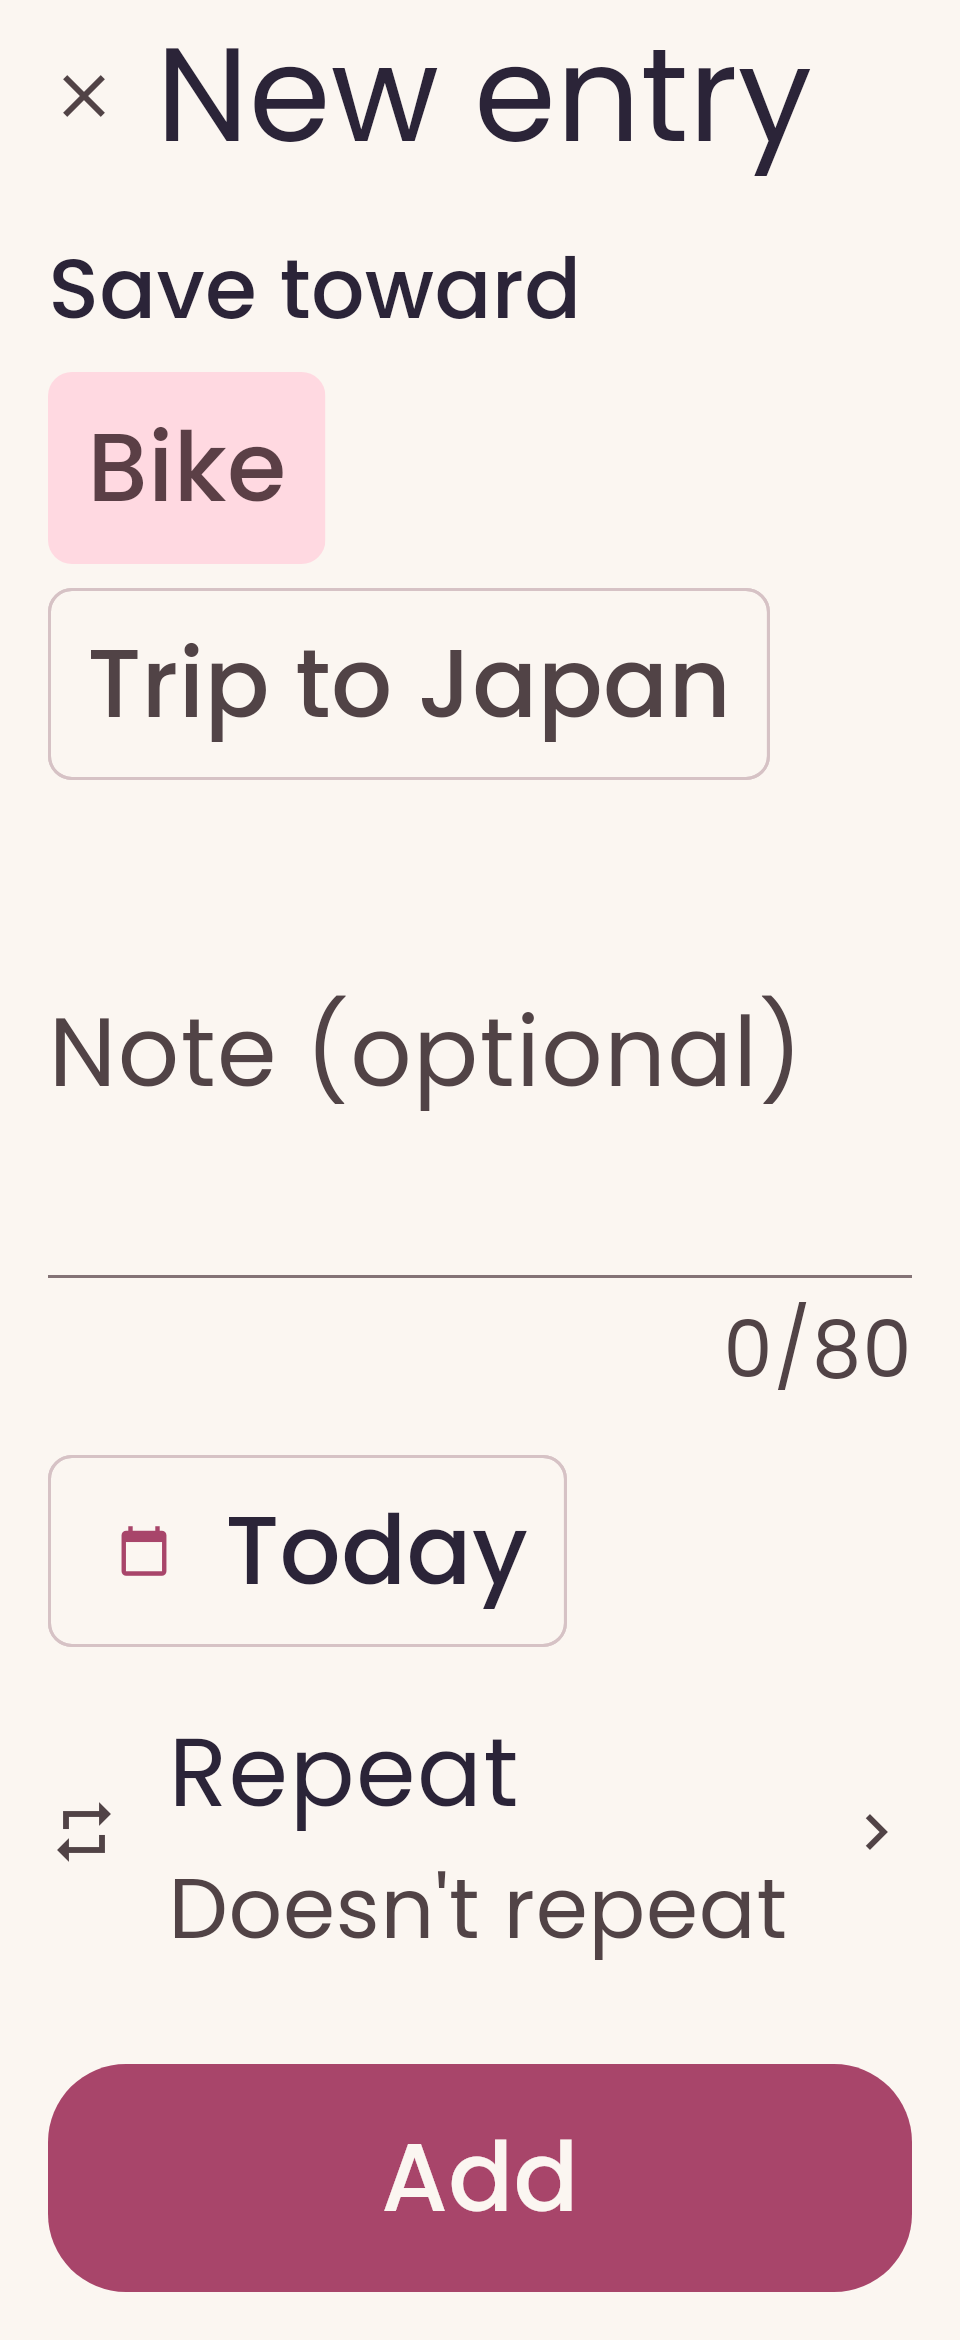 New entry
Save toward
Bike
Trip to Japan
Note (optional)
0/80
Today
Repeat
Doesn't repeat
Add